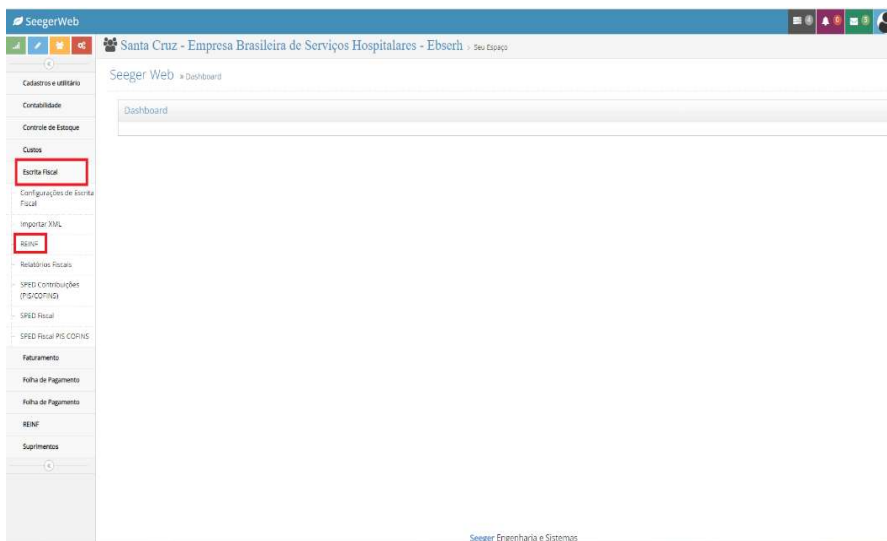 SeegerWeb
Santa Cruz - Empresa Brasileira de Serviços Hospitalares - Ebserh › Seu Espaço
Seeger Web » Dashboard
Dashboard
Cadastros e utilitário
Contabilidade
Controle de Estoque
Custos
Escrita Fiscal
Configurações de Escrita
Fiscal
Importar XML
REINF
Relatórios Fiscais
SPED Contribuições
(PIS/COFINS)
SPED Fiscal
SPED Fiscal PIS COFINS
Faturamento
Folha de Pagamento
Folha de Pagamento
REINF
Suprimentos
Seeger Engenharia e Sistemas